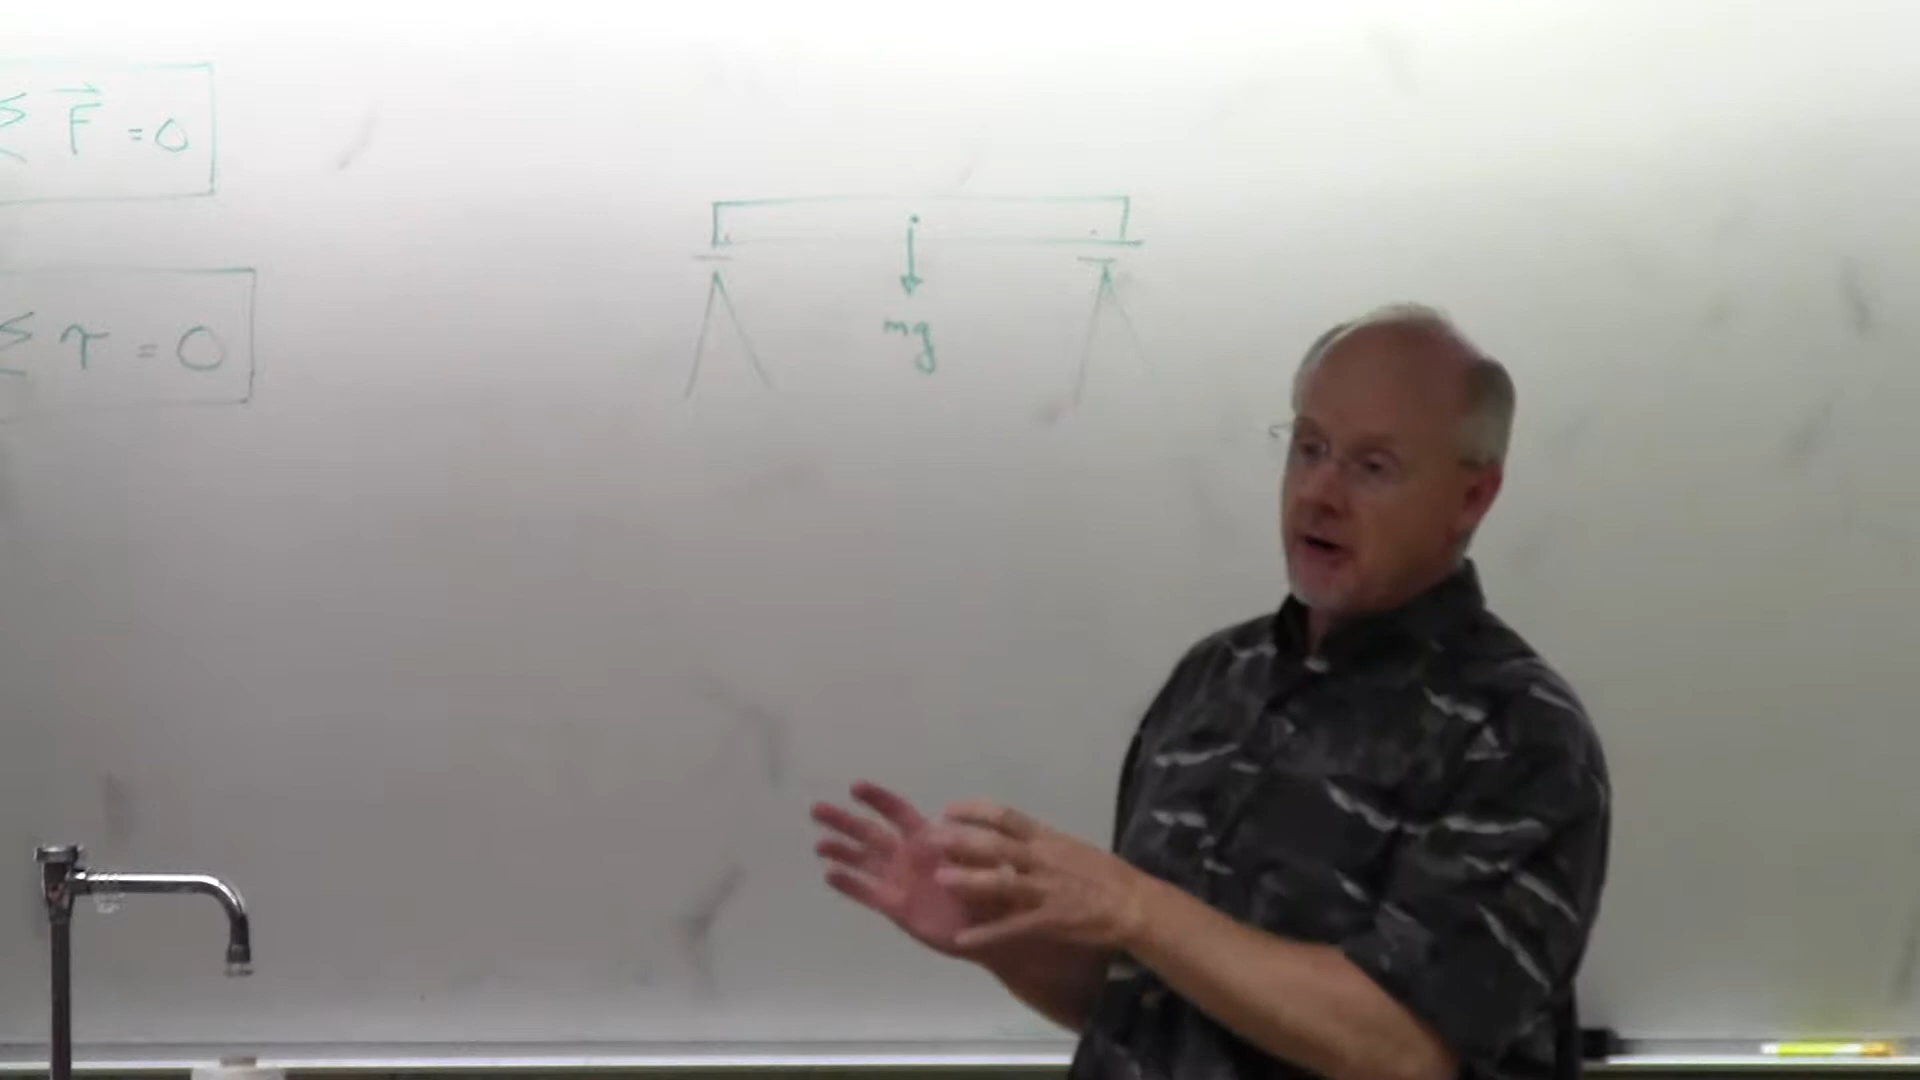 Σ F⃗ = 0
mg
Σ τ = 0